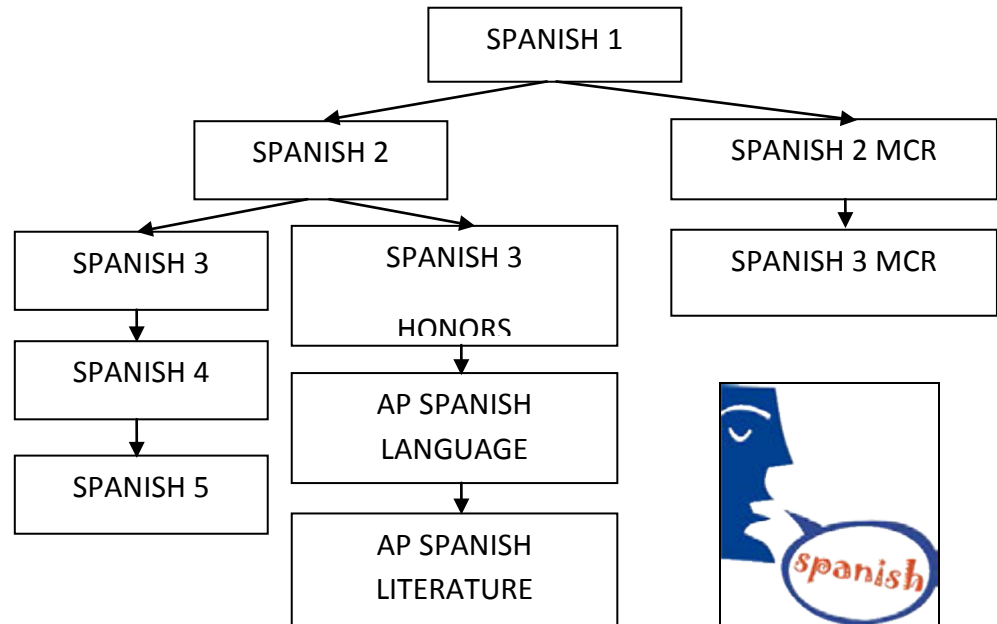 SPANISH 1
SPANISH 2
SPANISH 2 MCR
SPANISH 3
SPANISH 3
HONORS
SPANISH 3 MCR
SPANISH 4
AP SPANISH
LANGUAGE
SPANISH 5
AP SPANISH
LITERATURE
spanish